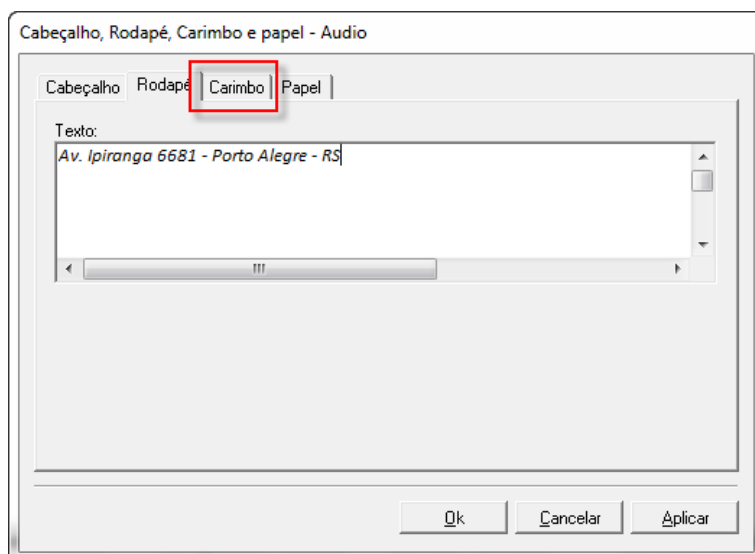 Cabeçalho, Rodapé, Carimbo e papel - Audio
Cabeçalho Rodapé Carimbo Papel
Texto:
Av. Ipiranga 6681 - Porto Alegre - RS
Ok Cancelar Aplicar